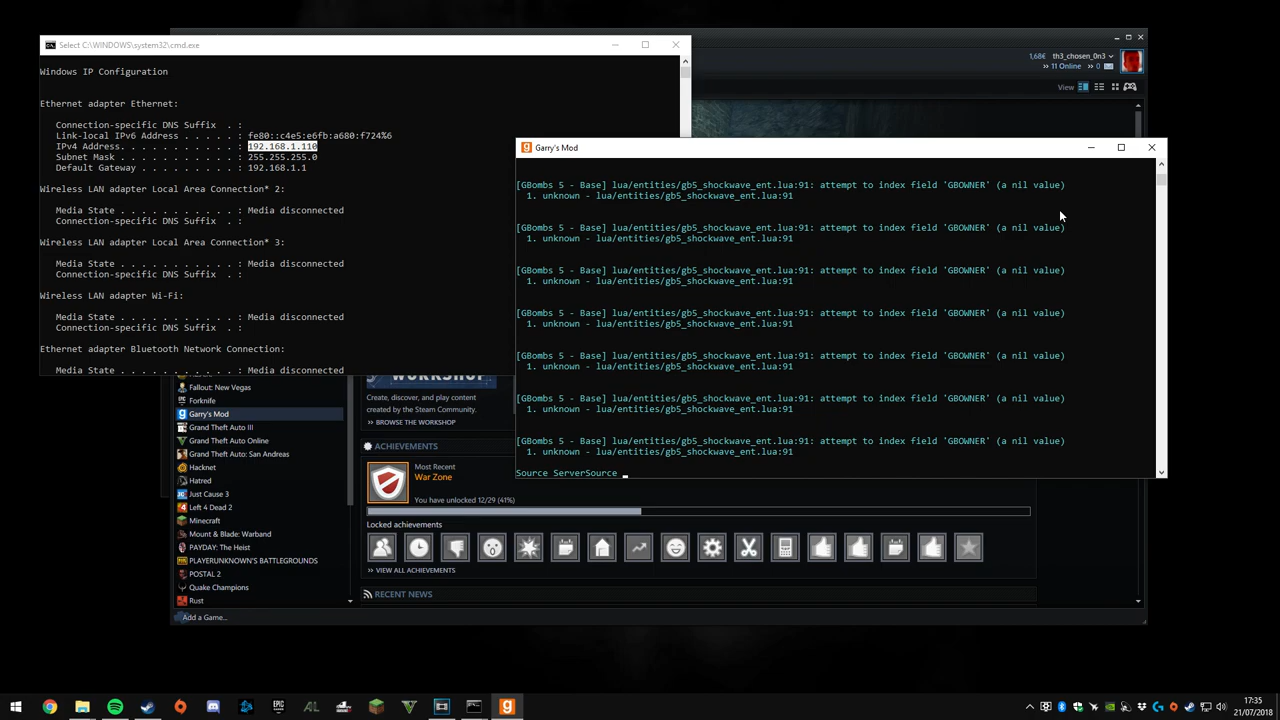 Select C:\WINDOWS\system32\cmd.exe
Windows IP Configuration
Ethernet adapter Ethernet:
Connection-specific DNS Suffix . :
Link-local IPv6 Address . . . . . : fe80::c4e5:e6fb:a680:f724%6
IPv4 Address. . . . . . . . . . . : 192.168.1.110
Subnet Mask . . . . . . . . . . . : 255.255.255.0
Default Gateway . . . . . . . . . : 192.168.1.1
Wireless LAN adapter Local Area Connection* 2:
Media State . . . . . . . . . . . : Media disconnected
Connection-specific DNS Suffix . :
Wireless LAN adapter Local Area Connection* 3:
Media State . . . . . . . . . . . : Media disconnected
Connection-specific DNS Suffix . :
Wireless LAN adapter Wi-Fi:
Media State . . . . . . . . . . . : Media disconnected
Connection-specific DNS Suffix . :
Ethernet adapter Bluetooth Network Connection:
Media State . . . . . . . . . . . : Media disconnected
1,68€ th3_chosen_0n3
>> 11 Online >> 0
View
Garry's Mod
[GBombs 5 - Base] lua/entities/gb5_shockwave_ent.lua:91: attempt to index field 'GBOWNER' (a nil value)
1. unknown - lua/entities/gb5_shockwave_ent.lua:91
[GBombs 5 - Base] lua/entities/gb5_shockwave_ent.lua:91: attempt to index field 'GBOWNER' (a nil value)
1. unknown - lua/entities/gb5_shockwave_ent.lua:91
[GBombs 5 - Base] lua/entities/gb5_shockwave_ent.lua:91: attempt to index field 'GBOWNER' (a nil value)
1. unknown - lua/entities/gb5_shockwave_ent.lua:91
[GBombs 5 - Base] lua/entities/gb5_shockwave_ent.lua:91: attempt to index field 'GBOWNER' (a nil value)
1. unknown - lua/entities/gb5_shockwave_ent.lua:91
[GBombs 5 - Base] lua/entities/gb5_shockwave_ent.lua:91: attempt to index field 'GBOWNER' (a nil value)
1. unknown - lua/entities/gb5_shockwave_ent.lua:91
[GBombs 5 - Base] lua/entities/gb5_shockwave_ent.lua:91: attempt to index field 'GBOWNER' (a nil value)
1. unknown - lua/entities/gb5_shockwave_ent.lua:91
[GBombs 5 - Base] lua/entities/gb5_shockwave_ent.lua:91: attempt to index field 'GBOWNER' (a nil value)
1. unknown - lua/entities/gb5_shockwave_ent.lua:91
Source ServerSource
Fallout: New Vegas
Forknife
Garry's Mod
Grand Theft Auto III
Grand Theft Auto Online
Grand Theft Auto: San Andreas
Hacknet
Hatred
Just Cause 3
Left 4 Dead 2
Minecraft
Mount & Blade: Warband
PAYDAY: The Heist
PLAYERUNKNOWN'S BATTLEGROUNDS
POSTAL 2
Quake Champions
Rust
Add a Game...
WORKSHOP
Create, discover, and play content
created by the Steam Community.
>> BROWSE THE WORKSHOP
ACHIEVEMENTS
Most Recent
War Zone
You have unlocked 12/29 (41%)
Locked achievements
>> VIEW ALL ACHIEVEMENTS
RECENT NEWS
EPIC
GAMES
AL
17:35
21/07/2018